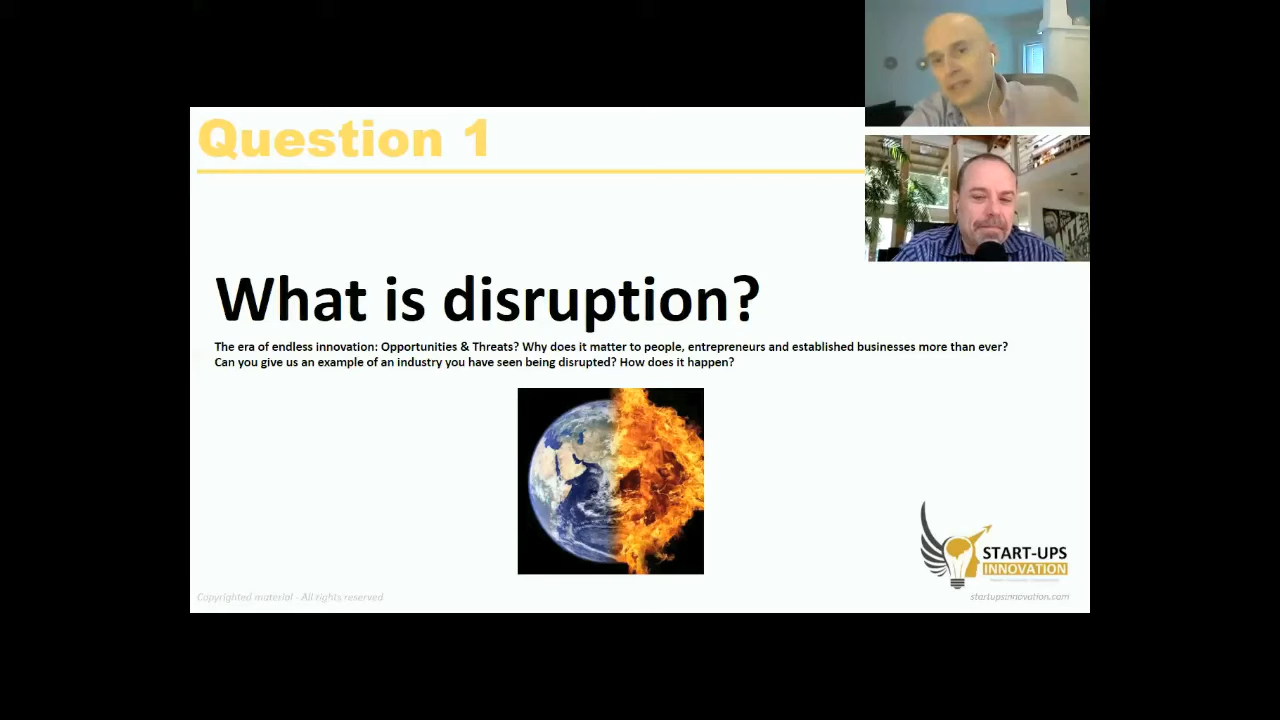 Question 1
What is disruption?
The era of endless innovation: Opportunities & Threats? Why does it matter to people, entrepreneurs and established businesses more than ever?
Can you give us an example of an industry you have seen being disrupted? How does it happen?
START-UPS
INNOVATION
Copyrighted material - All rights reserved
startupsinnovation.com